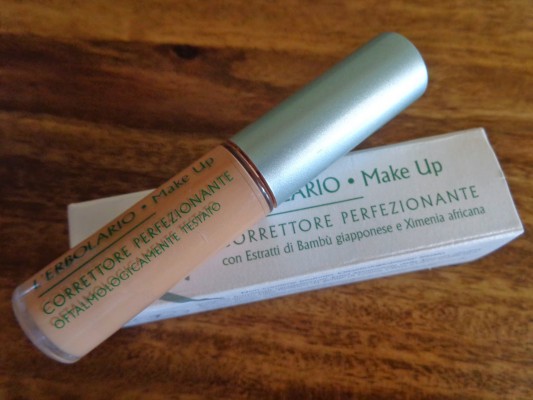 L'ERBOLARIO • Make Up
CORRETTORE PERFEZIONANTE
OFTALMOLOGICAMENTE TESTATO
ARIO • Make Up
CORRETTORE PERFEZIONANTE
con Estratti di Bambù giapponese e Ximenia africana